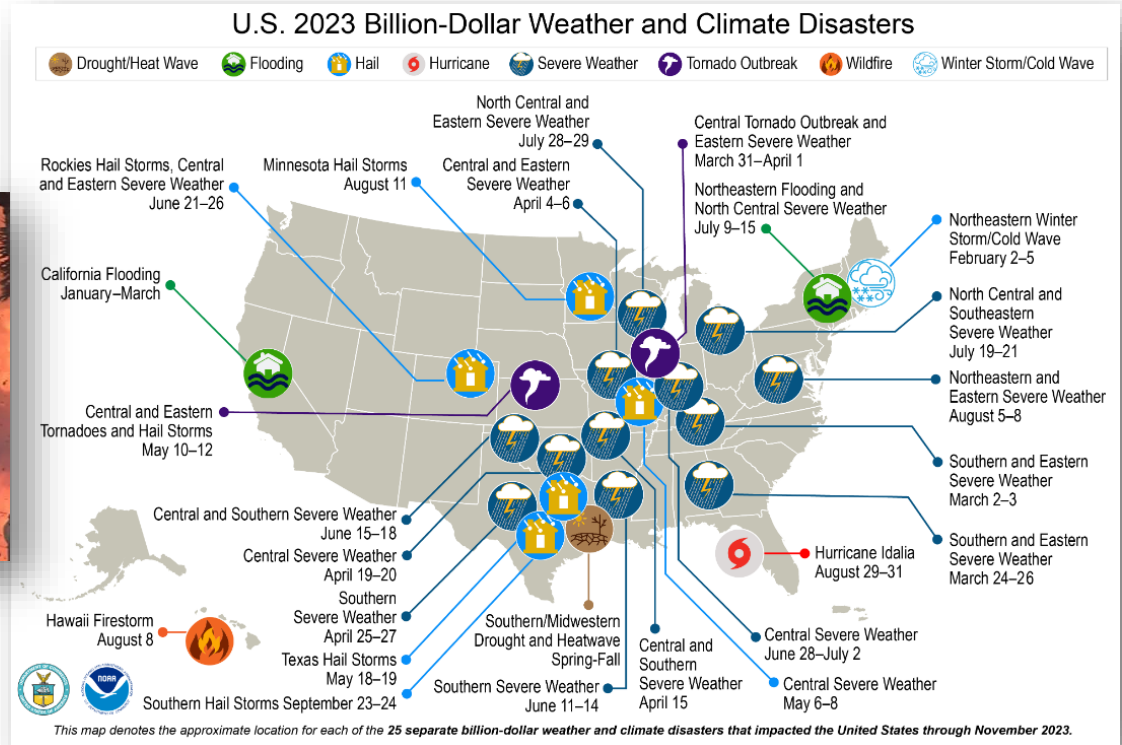 U.S. 2023 Billion-Dollar Weather and Climate Disasters
Drought/Heat Wave
Flooding
Hail
Hurricane
Severe Weather
Tornado Outbreak
Wildfire
Winter Storm/Cold Wave
North Central and
Eastern Severe Weather
July 28–29
Central Tornado Outbreak and
Eastern Severe Weather
March 31–April 1
Rockies Hail Storms, Central
and Eastern Severe Weather
June 21–26
Minnesota Hail Storms
August 11
Central and Eastern
Severe Weather
April 4–6
Northeastern Flooding and
North Central Severe Weather
July 9–15
Northeastern Winter
Storm/Cold Wave
February 2–5
California Flooding
January–March
North Central and
Southeastern
Severe Weather
July 19–21
Northeastern and
Eastern Severe Weather
August 5–8
Central and Eastern
Tornadoes and Hail Storms
May 10–12
Southern and Eastern
Severe Weather
March 2–3
Central and Southern Severe Weather
June 15–18
Central Severe Weather
April 19–20
Southern and Eastern
Severe Weather
March 24–26
Hurricane Idalia
August 29–31
Southern
Severe Weather
April 25–27
Hawaii Firestorm
August 8
Southern/Midwestern
Drought and Heatwave
Spring-Fall
Central Severe Weather
June 28–July 2
Central and
Southern
Severe Weather
April 15
Texas Hail Storms
May 18–19
Southern Severe Weather
June 11–14
Central Severe Weather
May 6–8
Southern Hail Storms September 23–24
NOAA
This map denotes the approximate location for each of the 25 separate billion-dollar weather and climate disasters that impacted the United States through November 2023.